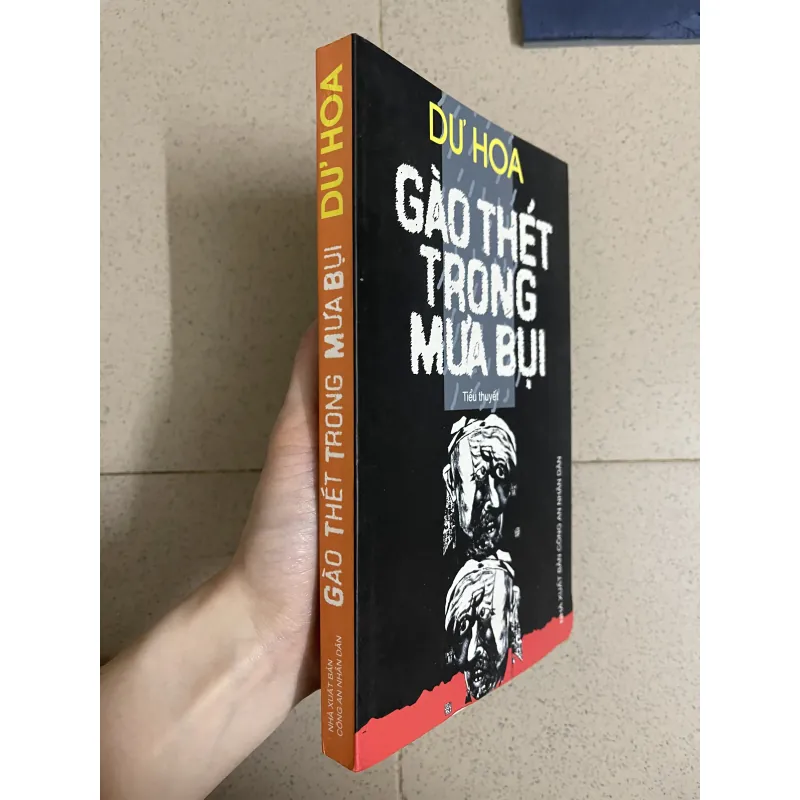 DƯ HOA
GÀO THÉT TRONG MƯA BỤI
NHÀ XUẤT BẢN
CÔNG AN NHÂN DÂN
DƯ HOA
GÀO THÉT
TRONG
MƯA BỤI
Tiểu thuyết
NHÀ XUẤT BẢN CÔNG AN NHÂN DÂN